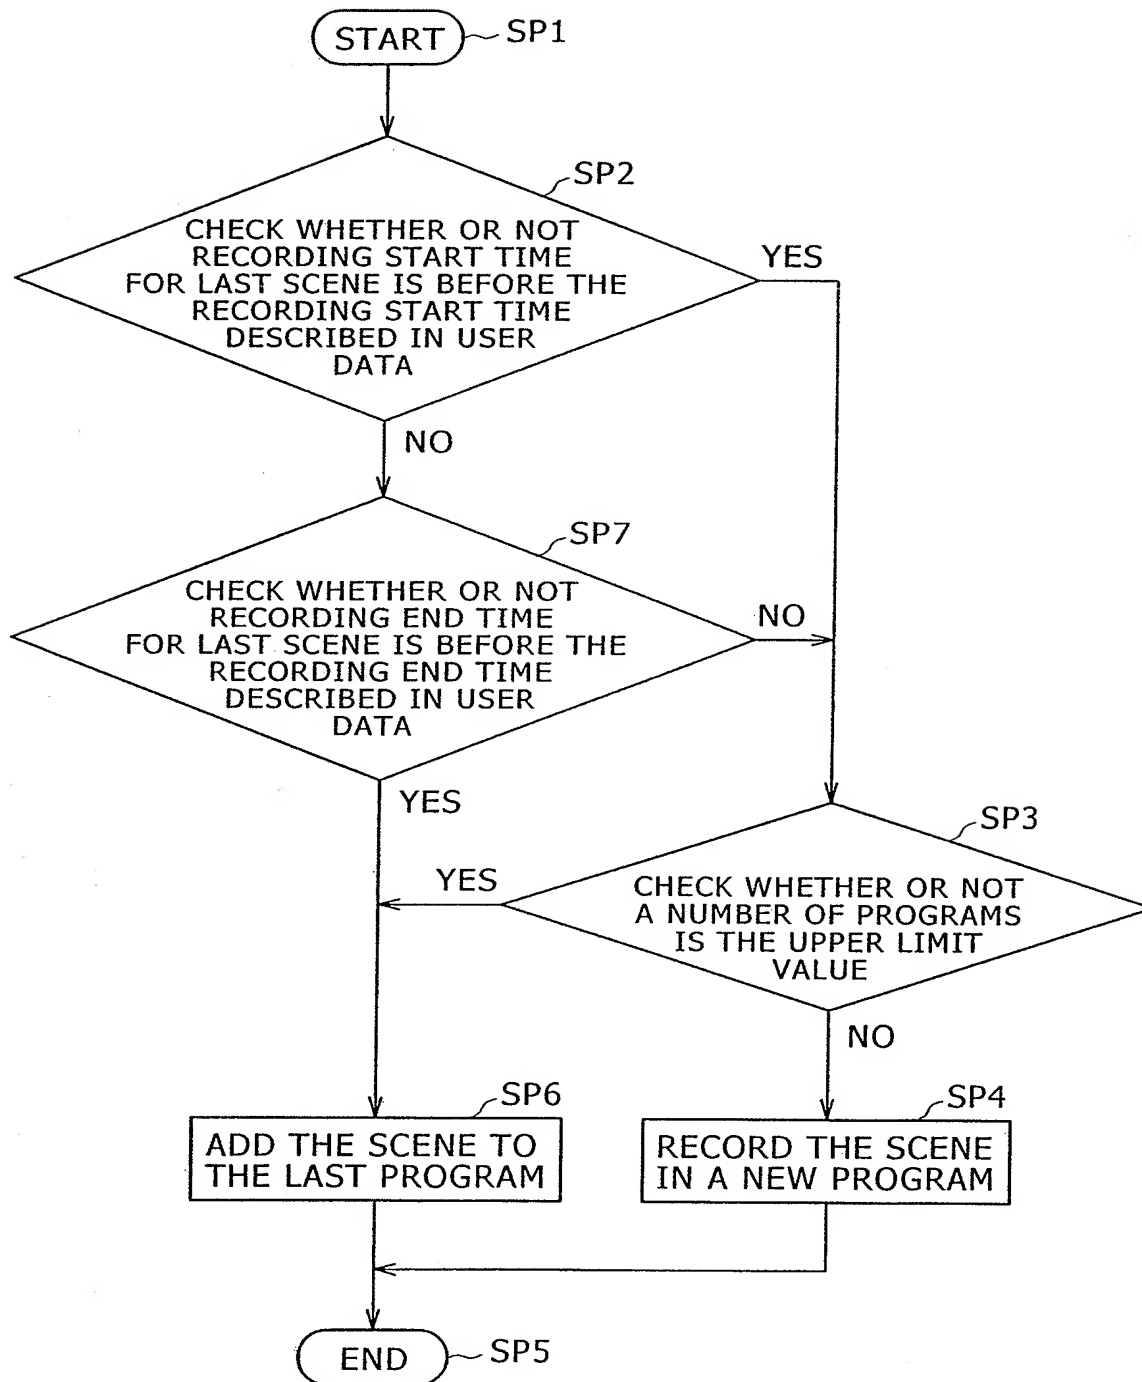 START
SP1
SP2
CHECK WHETHER OR NOT
RECORDING START TIME
FOR LAST SCENE IS BEFORE THE
RECORDING START TIME
DESCRIBED IN USER
DATA
YES
NO
SP7
CHECK WHETHER OR NOT
RECORDING END TIME
FOR LAST SCENE IS BEFORE THE
RECORDING END TIME
DESCRIBED IN USER
DATA
NO
YES
SP3
CHECK WHETHER OR NOT
A NUMBER OF PROGRAMS
IS THE UPPER LIMIT
VALUE
YES
NO
SP6
ADD THE SCENE TO
THE LAST PROGRAM
SP4
RECORD THE SCENE
IN A NEW PROGRAM
END
SP5